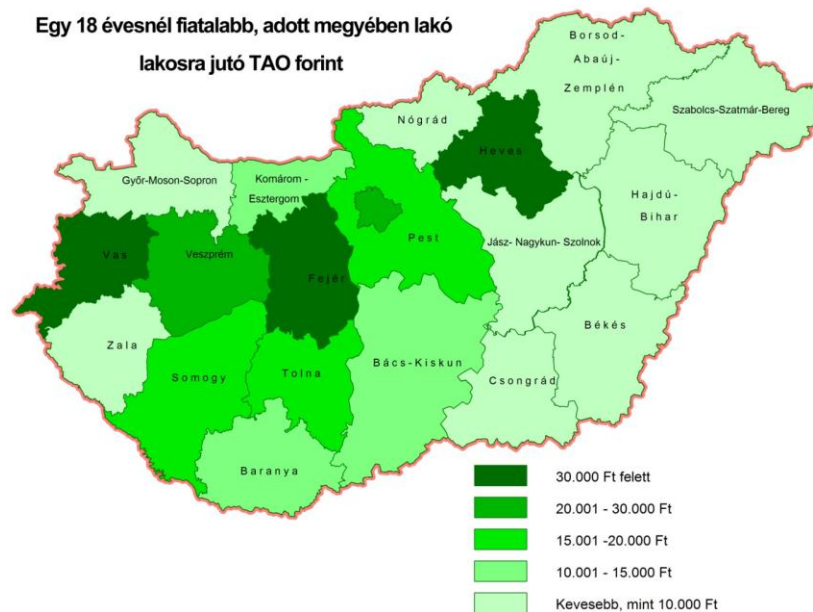 Egy 18 évesnél fiatalabb, adott megyében lakó
lakosra jutó TAO forint
Borsod-
Abaúj-
Zemplén
Szabolcs-Szatmár-Bereg
Nógrád
Heves
Győr-Moson-Sopron
Komárom -
Esztergom
Hajdú-
Bihar
Pest
Jász- Nagykun- Szolnok
Vas
Veszprém
Fejér
Zala
Békés
Somogy
Tolna
Bács-Kiskun
Csongrád
Baranya
30.000 Ft felett
20.001 - 30.000 Ft
15.001 -20.000 Ft
10.001 - 15.000 Ft
Kevesebb, mint 10.000 Ft